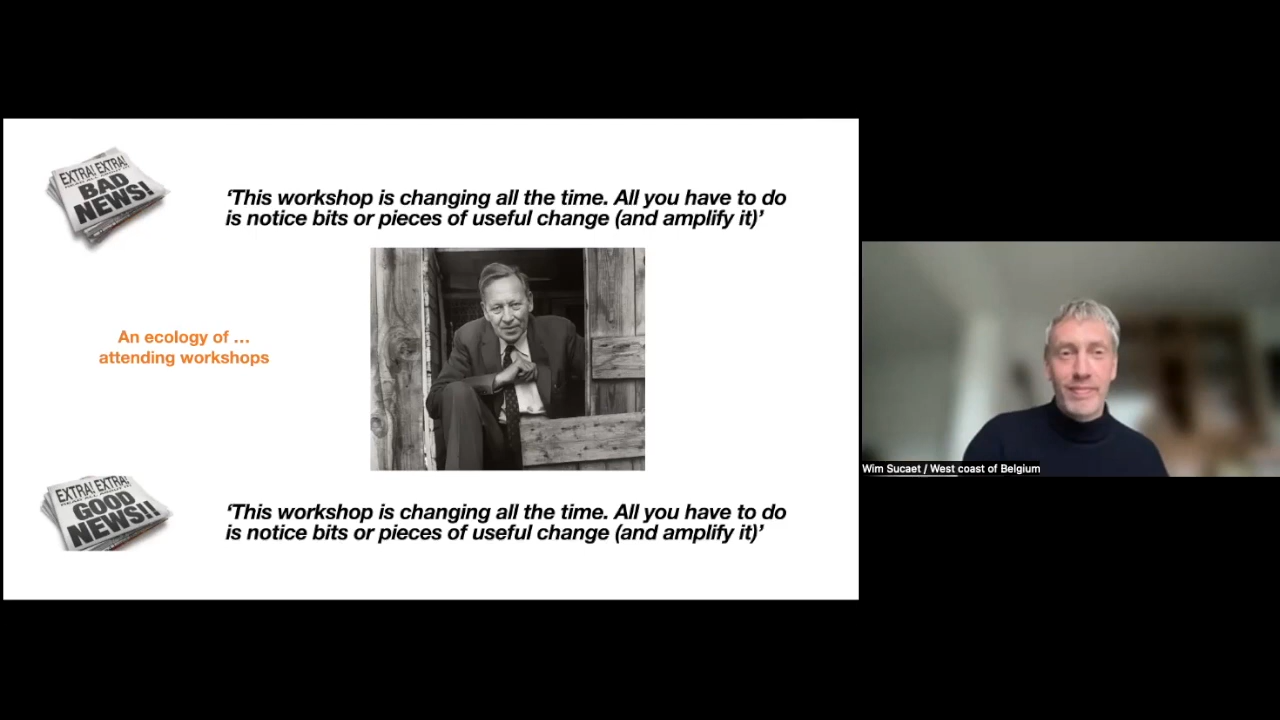 EXTRA! EXTRA!
BAD
NEWS!
‘This workshop is changing all the time. All you have to do
is notice bits or pieces of useful change (and amplify it)’
An ecology of …
attending workshops
Wim Sucaet / West coast of Belgium
EXTRA! EXTRA!
GOOD
NEWS!!
‘This workshop is changing all the time. All you have to do
is notice bits or pieces of useful change (and amplify it)’